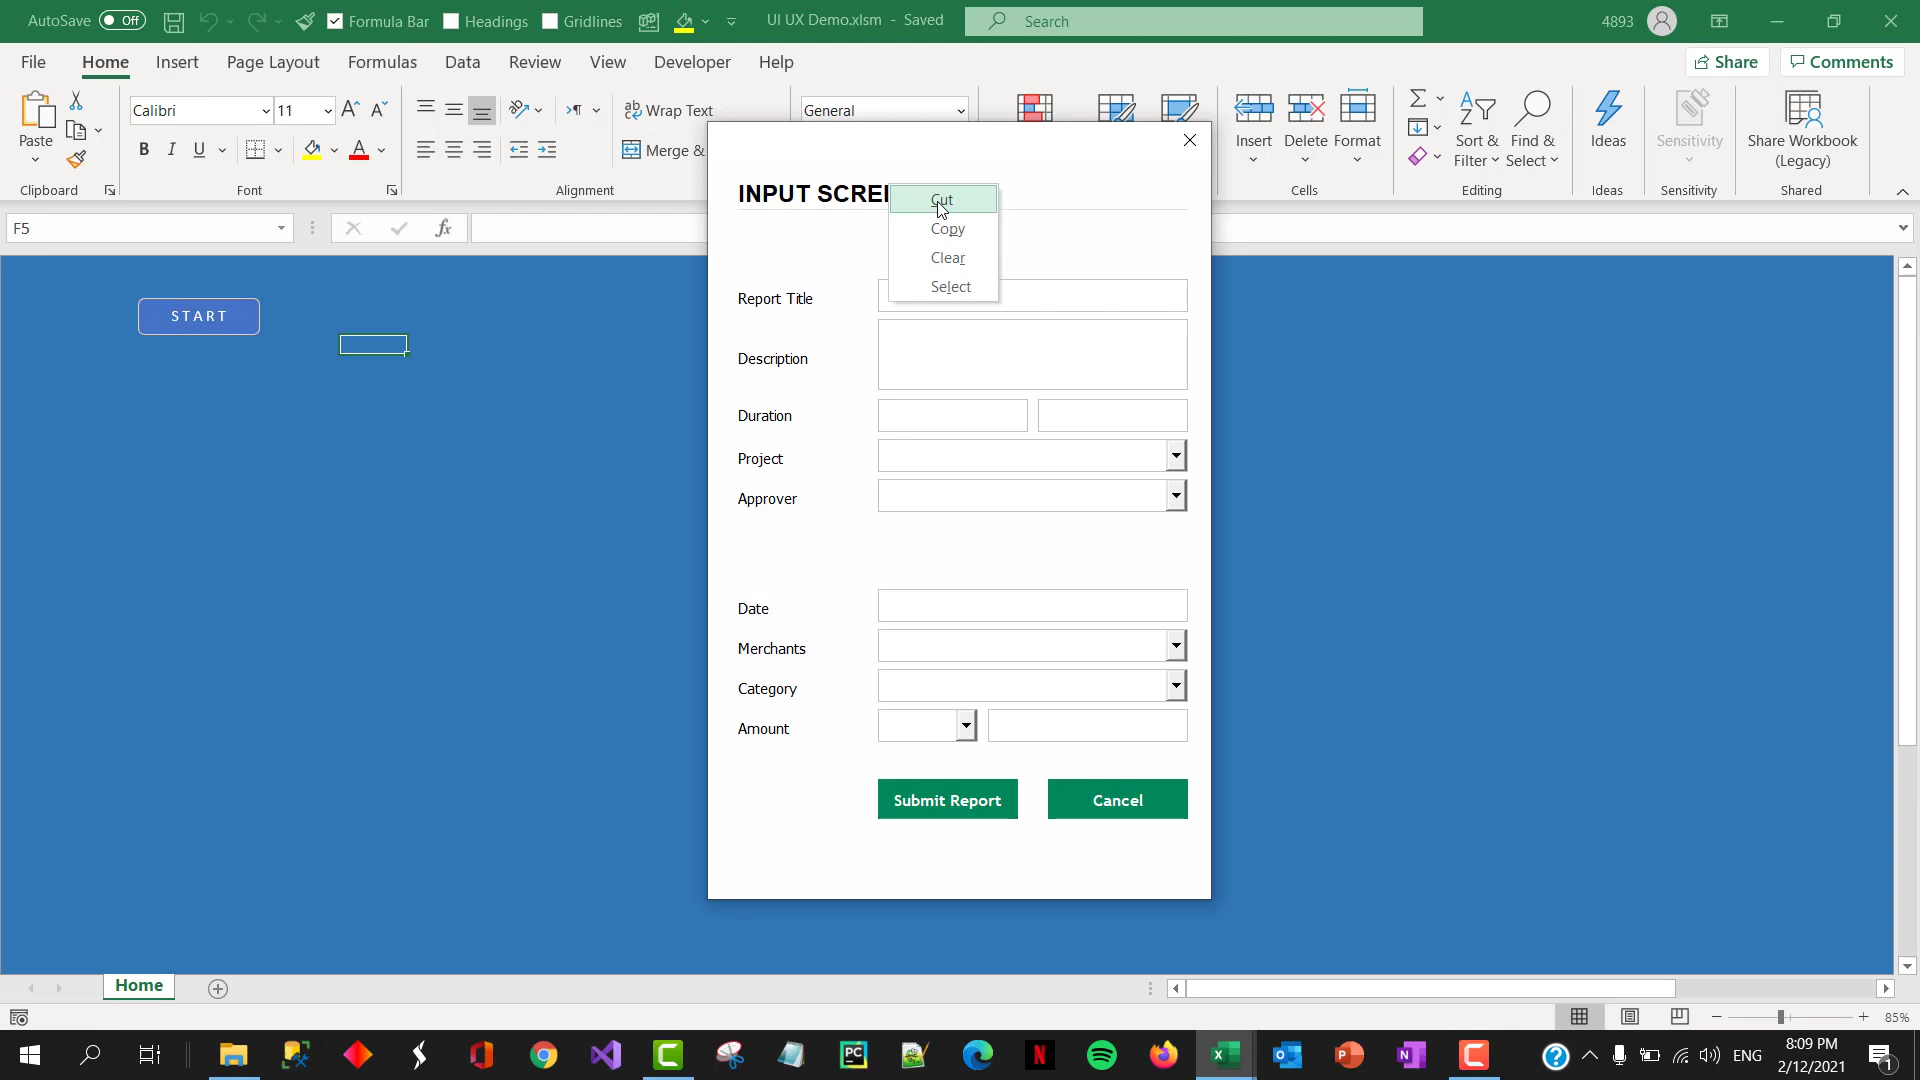 AutoSave Off Formula Bar Headings Gridlines UI UX Demo.xlsm - Saved Search 4893
File Home Insert Page Layout Formulas Data Review View Developer Help Share Comments
Paste Calibri 11 ab Wrap Text General Insert Delete Format Sort & Filter Find & Select Ideas Sensitivity Share Workbook (Legacy)
B I U A Merge &
Clipboard Font Alignment Cells Editing Ideas Sensitivity Shared
F5 fx
INPUT SCREE
Cut
Copy
Clear
Select
START
Report Title
Description
Duration
Project
Approver
Date
Merchants
Category
Amount
Submit Report Cancel
Home
85%
ENG 8:09 PM
2/12/2021 1